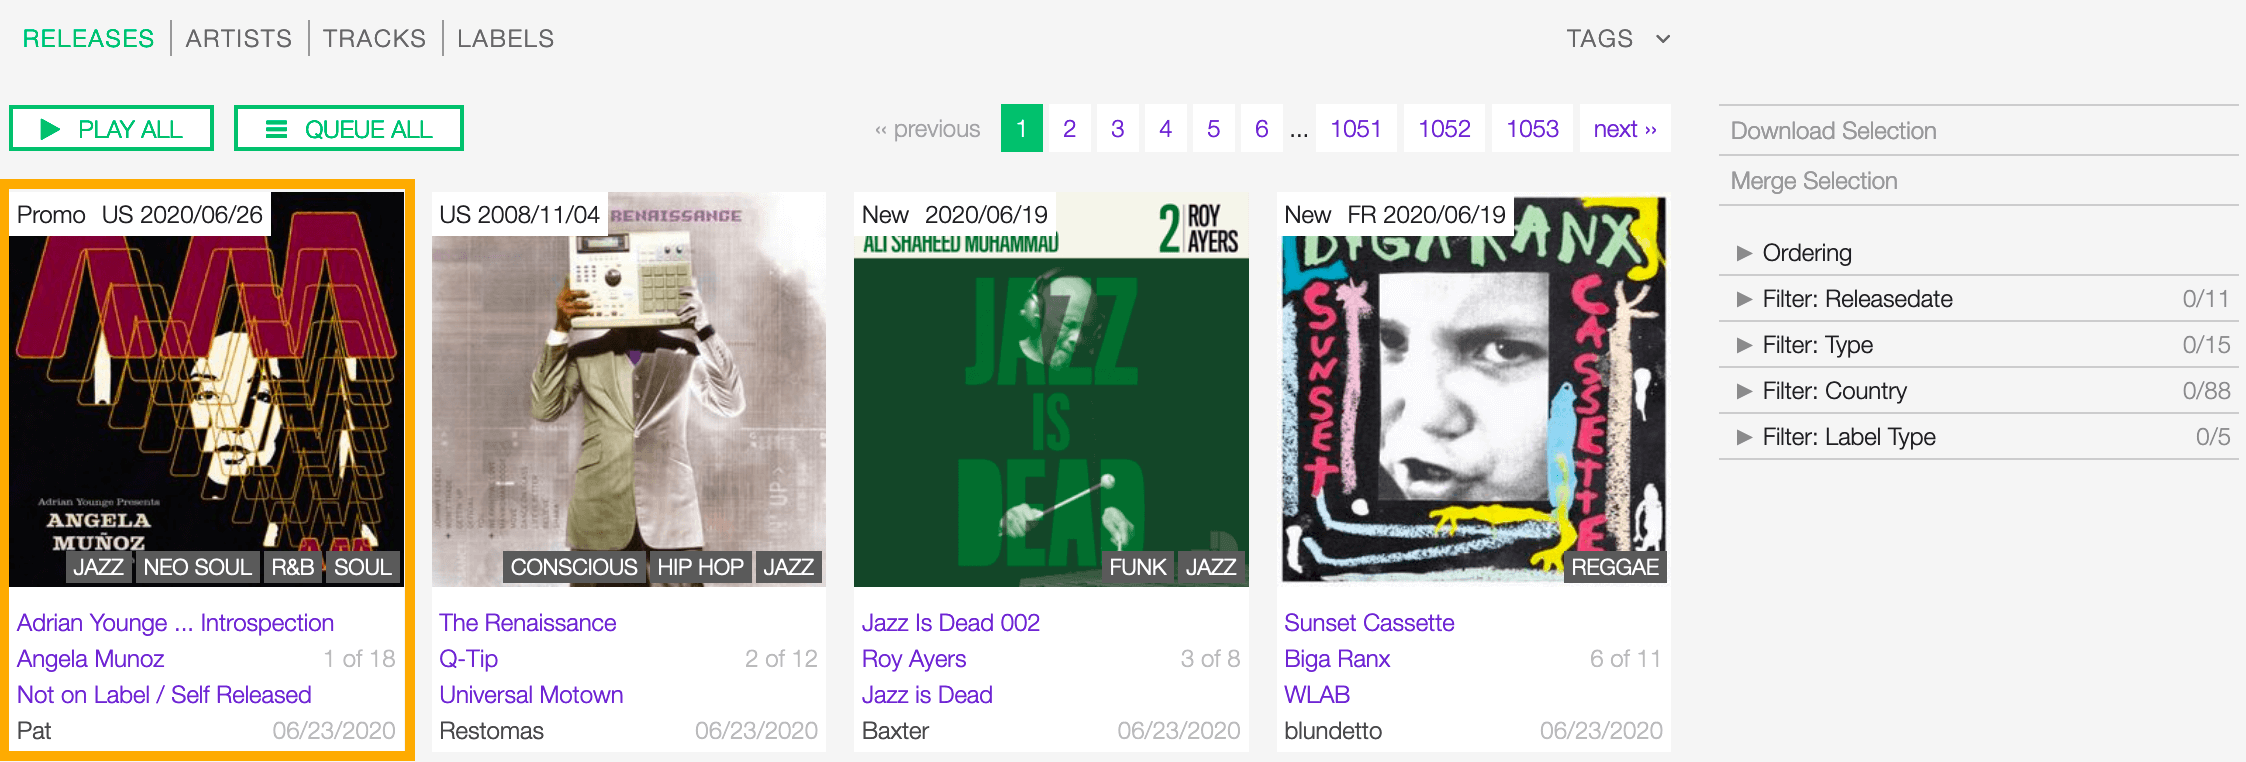 RELEASES ARTISTS TRACKS LABELS
TAGS
PLAY ALL
QUEUE ALL
‹‹ previous 1 2 3 4 5 6 ... 1051 1052 1053 next ››
Download Selection
Merge Selection
Ordering
Filter: Releasedate 0/11
Filter: Type 0/15
Filter: Country 0/88
Filter: Label Type 0/5
Promo US 2020/06/26
Adrian Younge Presents
ANGELA
MUÑOZ
JAZZ NEO SOUL R&B SOUL
Adrian Younge ... Introspection
Angela Munoz 1 of 18
Not on Label / Self Released
Pat 06/23/2020
US 2008/11/04
RENAISSANCE
CONSCIOUS HIP HOP JAZZ
The Renaissance
Q-Tip 2 of 12
Universal Motown
Restomas 06/23/2020
New 2020/06/19
ALI SHAHEED MUHAMMAD
2 ROY
AYERS
JAZZ
IS
DEAD
FUNK JAZZ
Jazz Is Dead 002
Roy Ayers 3 of 8
Jazz is Dead
Baxter 06/23/2020
New FR 2020/06/19
BIGA RANX
SUNSET
CASSETTE
REGGAE
Sunset Cassette
Biga Ranx 6 of 11
WLAB
blundetto 06/23/2020